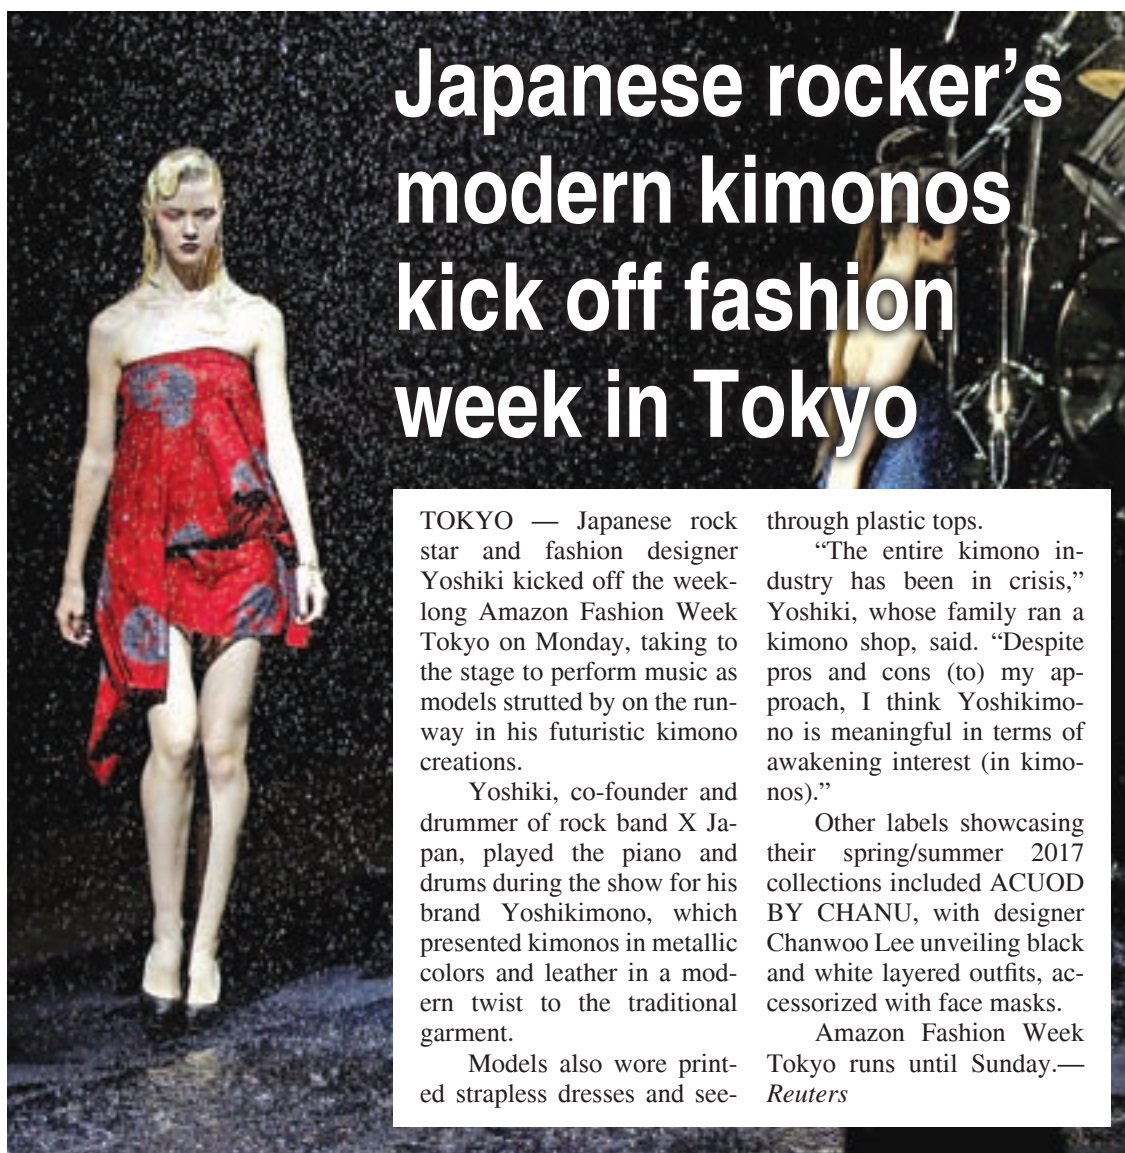 Japanese rocker’s
modern kimonos
kick off fashion
week in Tokyo
TOKYO — Japanese rock
star and fashion designer
Yoshiki kicked off the week-
long Amazon Fashion Week
Tokyo on Monday, taking to
the stage to perform music as
models strutted by on the run-
way in his futuristic kimono
creations.
Yoshiki, co-founder and
drummer of rock band X Ja-
pan, played the piano and
drums during the show for his
brand Yoshikimono, which
presented kimonos in metallic
colors and leather in a mod-
ern twist to the traditional
garment.
Models also wore print-
ed strapless dresses and see-
through plastic tops.
“The entire kimono in-
dustry has been in crisis,”
Yoshiki, whose family ran a
kimono shop, said. “Despite
pros and cons (to) my ap-
proach, I think Yoshikimo-
no is meaningful in terms of
awakening interest (in kimo-
nos).”
Other labels showcasing
their spring/summer 2017
collections included ACUOD
BY CHANU, with designer
Chanwoo Lee unveiling black
and white layered outfits, ac-
cessorized with face masks.
Amazon Fashion Week
Tokyo runs until Sunday.—
Reuters